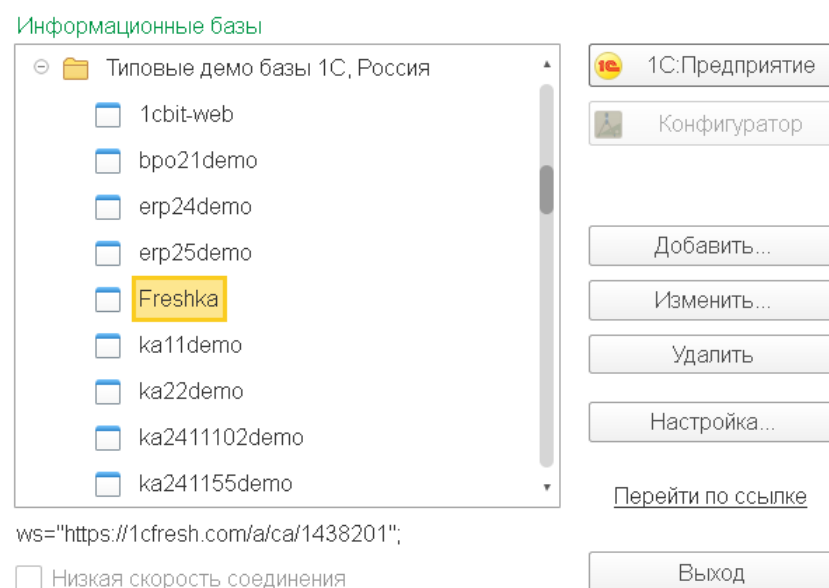 Информационные базы
Типовые демо базы 1С, Россия
1cbit-web
bpo21demo
erp24demo
erp25demo
Freshka
ka11demo
ka22demo
ka2411102demo
ka241155demo
ws="https://1cfresh.com/a/ca/1438201";
Низкая скорость соединения
1С 1С:Предприятие
Конфигуратор
Добавить...
Изменить...
Удалить
Настройка...
Перейти по ссылке
Выход